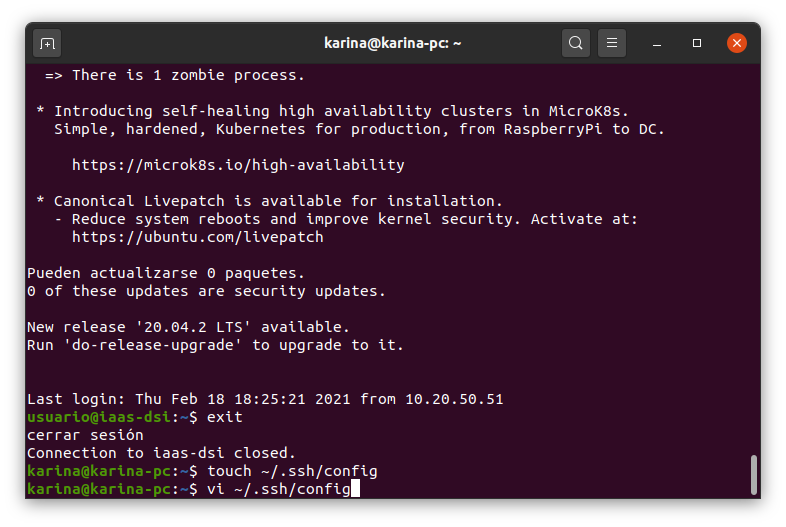 karina@karina-pc: ~
=> There is 1 zombie process.
* Introducing self-healing high availability clusters in MicroK8s.
Simple, hardened, Kubernetes for production, from RaspberryPi to DC.
https://microk8s.io/high-availability
* Canonical Livepatch is available for installation.
- Reduce system reboots and improve kernel security. Activate at:
https://ubuntu.com/livepatch
Pueden actualizarse 0 paquetes.
0 of these updates are security updates.
New release '20.04.2 LTS' available.
Run 'do-release-upgrade' to upgrade to it.
Last login: Thu Feb 18 18:25:21 2021 from 10.20.50.51
usuario@iaas-dsi:~$ exit
cerrar sesión
Connection to iaas-dsi closed.
karina@karina-pc:~$ touch ~/.ssh/config
karina@karina-pc:~$ vi ~/.ssh/config